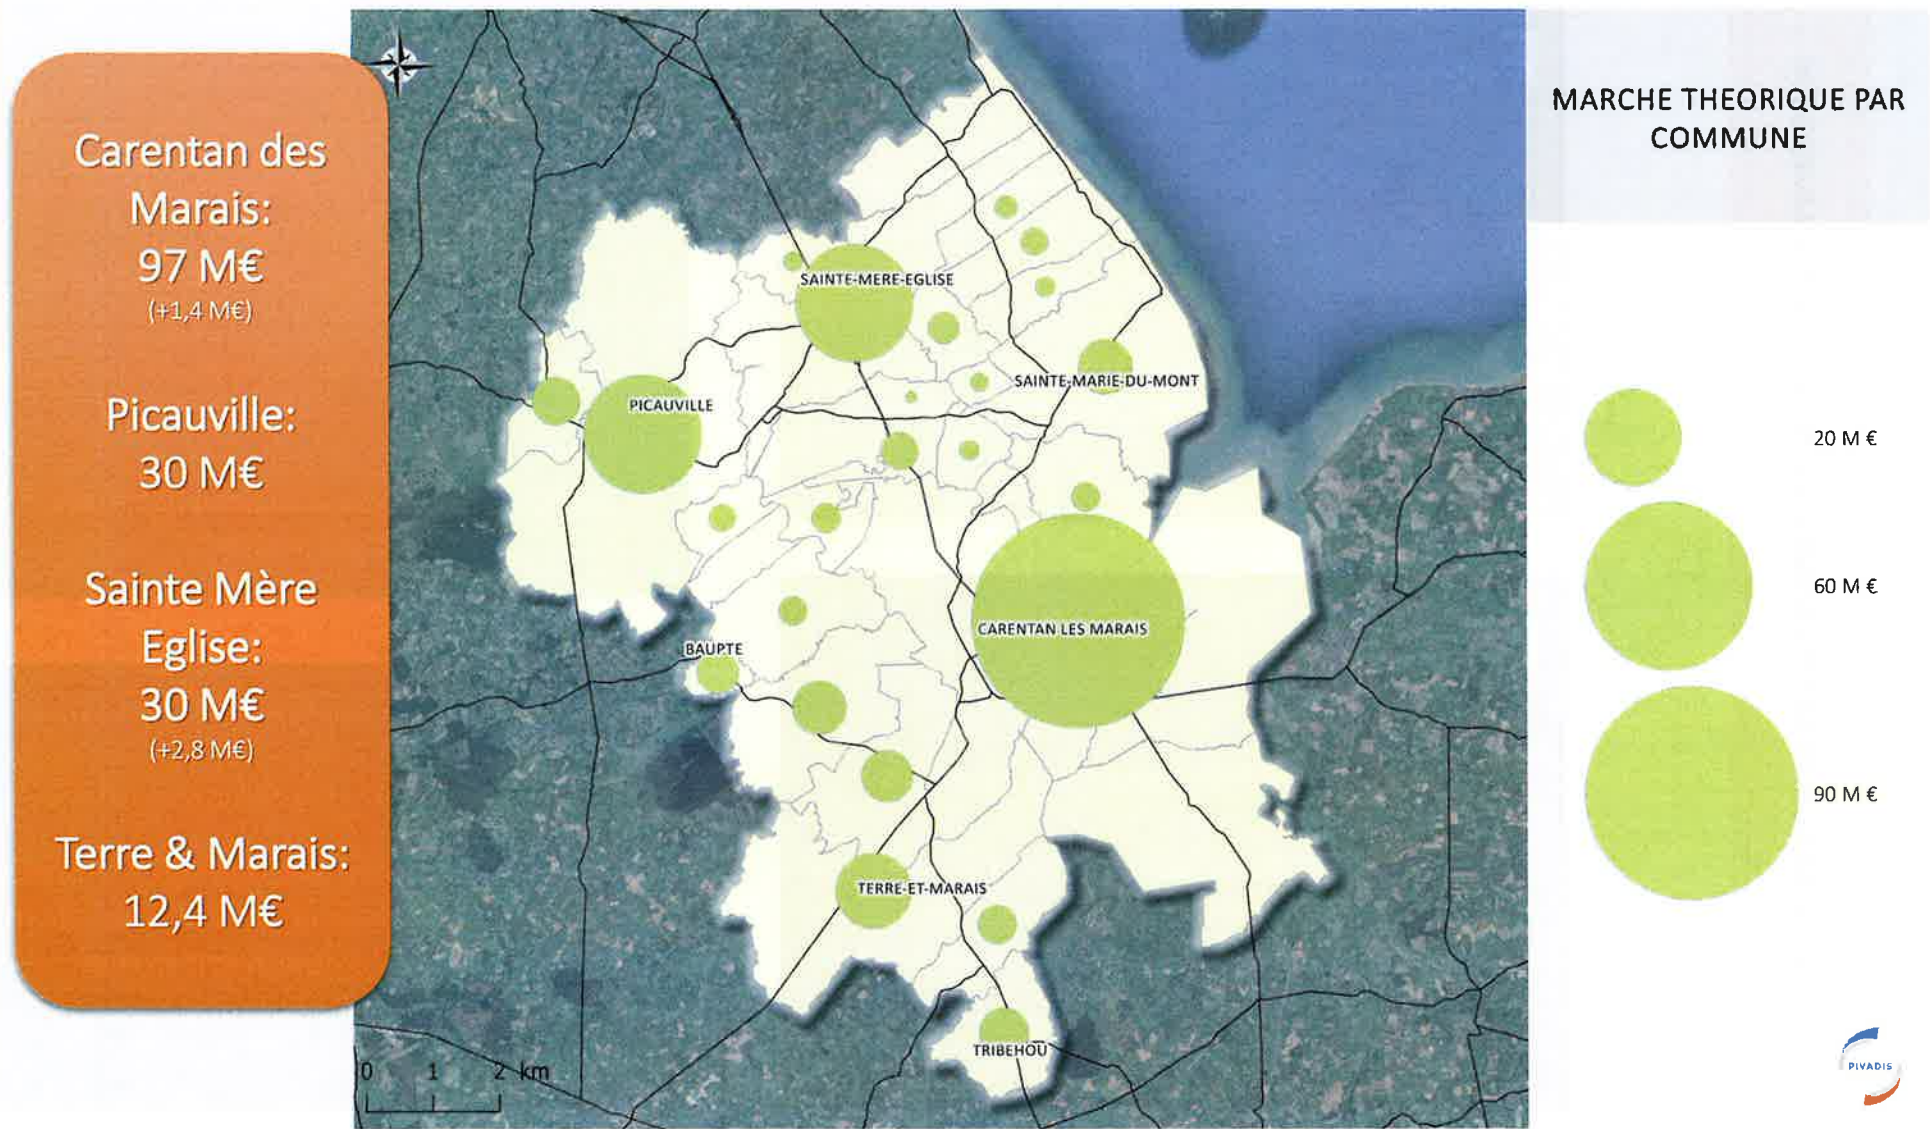 Carentan des
Marais:
97 M€
(+1,4 M€)
Picauville:
30 M€
Sainte Mère
Eglise:
30 M€
(+2,8 M€)
Terre & Marais:
12,4 M€
SAINTE-MERE-EGLISE
SAINTE-MARIE-DU-MONT
PICAUVILLE
CARENTAN LES MARAIS
BAUPTE
TERRE-ET-MARAIS
TRIBEHOU
0 1 2 km
MARCHE THEORIQUE PAR
COMMUNE
20 M €
60 M €
90 M €
PIVADIS